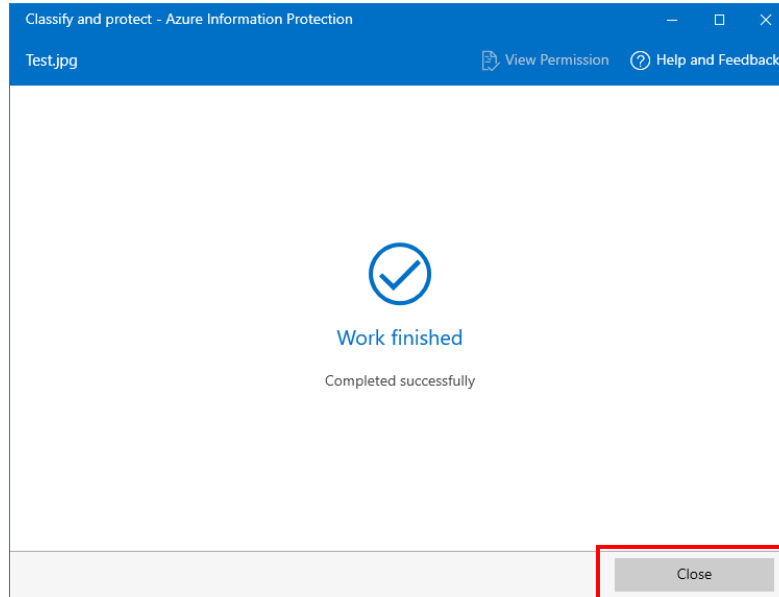 Classify and protect - Azure Information Protection
Test.jpg View Permission Help and Feedback
Work finished
Completed successfully
Close